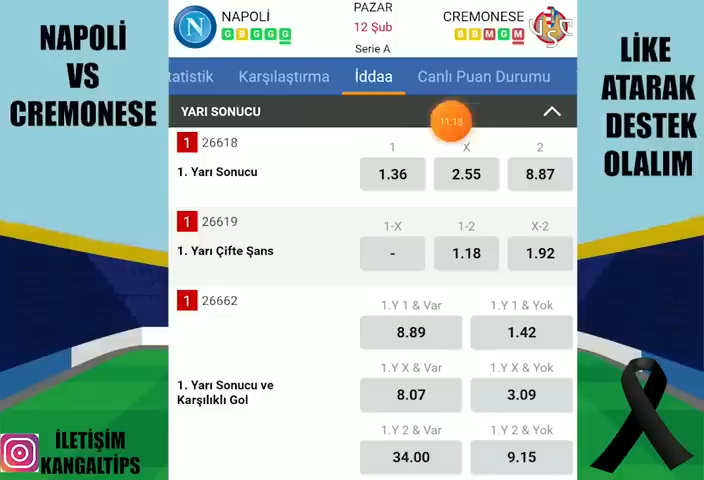 NAPOLİ
VS
CREMONESE
NAPOLİ
G B G G G
PAZAR
12 Şub
Serie A
CREMONESE
B B M G M
tatistik Karşılaştırma İddaa Canlı Puan Durumu
YARI SONUCU
11:18
1 26618
1 X 2
1. Yarı Sonucu
1.36 2.55 8.87
1 26619
1-X 1-2 X-2
1. Yarı Çifte Şans
- 1.18 1.92
1 26662
1.Y 1 & Var 1.Y 1 & Yok
8.89 1.42
1.Y X & Var 1.Y X & Yok
1. Yarı Sonucu ve
Karşılıklı Gol
8.07 3.09
1.Y 2 & Var 1.Y 2 & Yok
34.00 9.15
LİKE
ATARAK
DESTEK
OLALIM
İLETİŞİM
KANGALTİPS